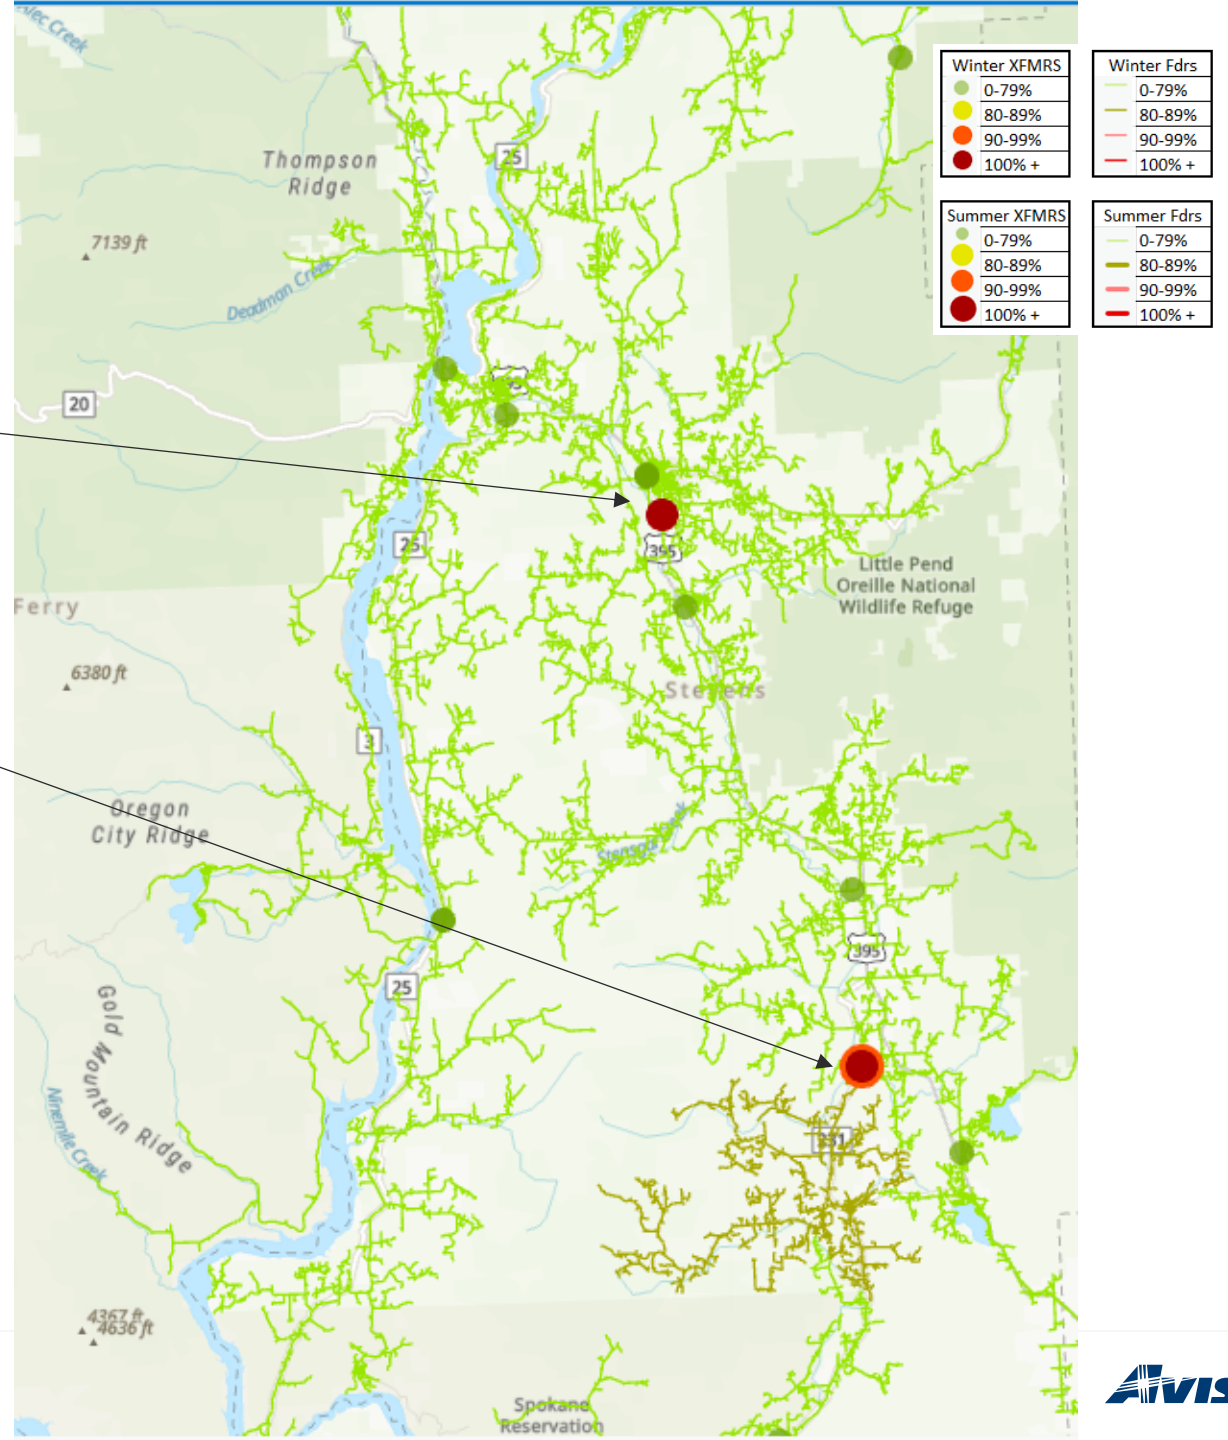 Thompson
Ridge
25
7139 ft
Deadman Creek
20
25
395
Little Pend
Oreille National
Wildlife Refuge
Ferry
6380 ft
Stevens
3
Oregon
City Ridge
395
25
Gold Mountain Ridge
Ninemile Creek
231
4367 ft
4636 ft
Spokane
Reservation
Winter XFMRS
0-79%
80-89%
90-99%
100% +
Winter Fdrs
0-79%
80-89%
90-99%
100% +
Summer XFMRS
0-79%
80-89%
90-99%
100% +
Summer Fdrs
0-79%
80-89%
90-99%
100% +